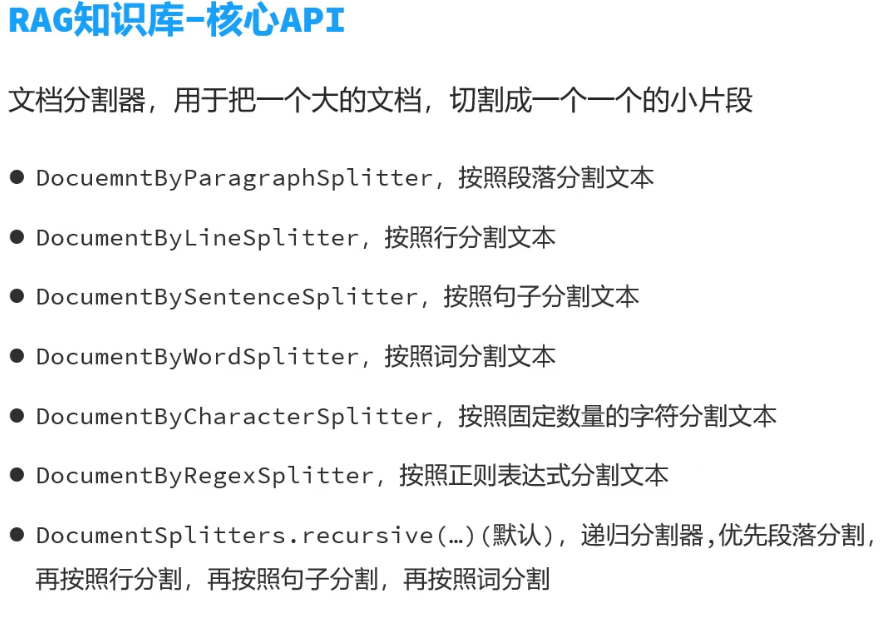 RAG知识库-核心API
文档分割器，用于把一个大的文档，切割成一个一个的小片段
● DocuemntByParagraphSplitter，按照段落分割文本
● DocumentByLineSplitter，按照行分割文本
● DocumentBySentenceSplitter，按照句子分割文本
● DocumentByWordSplitter，按照词分割文本
● DocumentByCharacterSplitter，按照固定数量的字符分割文本
● DocumentByRegexSplitter，按照正则表达式分割文本
● DocumentSplitters.recursive(…)(默认)，递归分割器,优先段落分割，
再按照行分割，再按照句子分割，再按照词分割